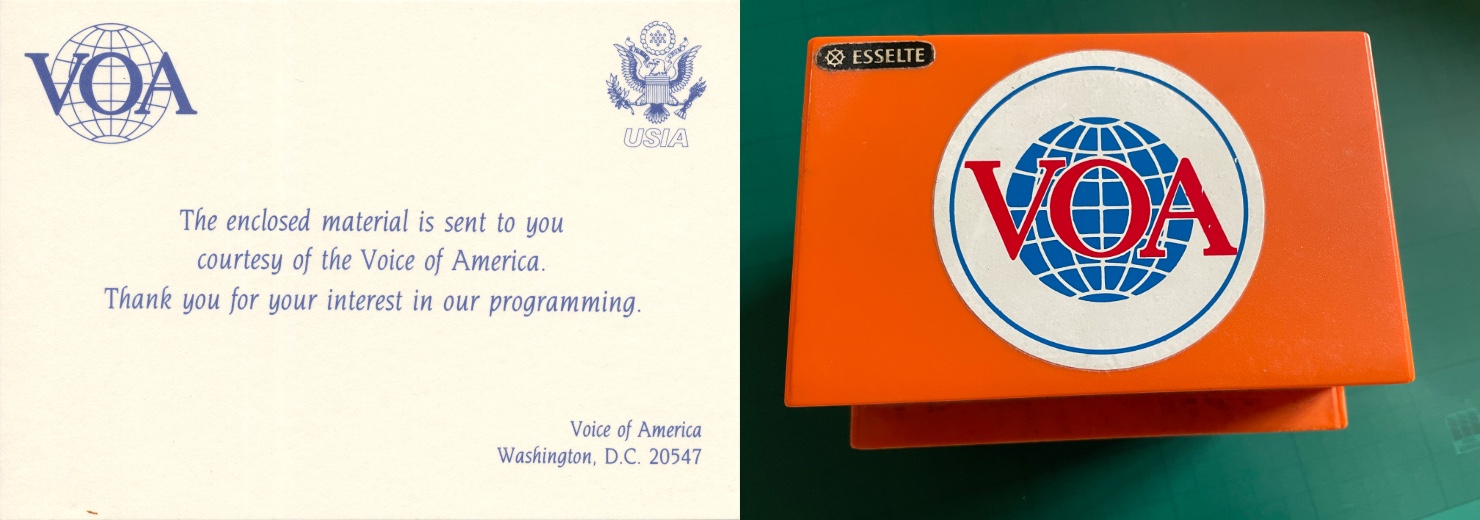 VOA
USIA
The enclosed material is sent to you
courtesy of the Voice of America.
Thank you for your interest in our programming.
Voice of America
Washington, D.C. 20547
ESSELTE
VOA